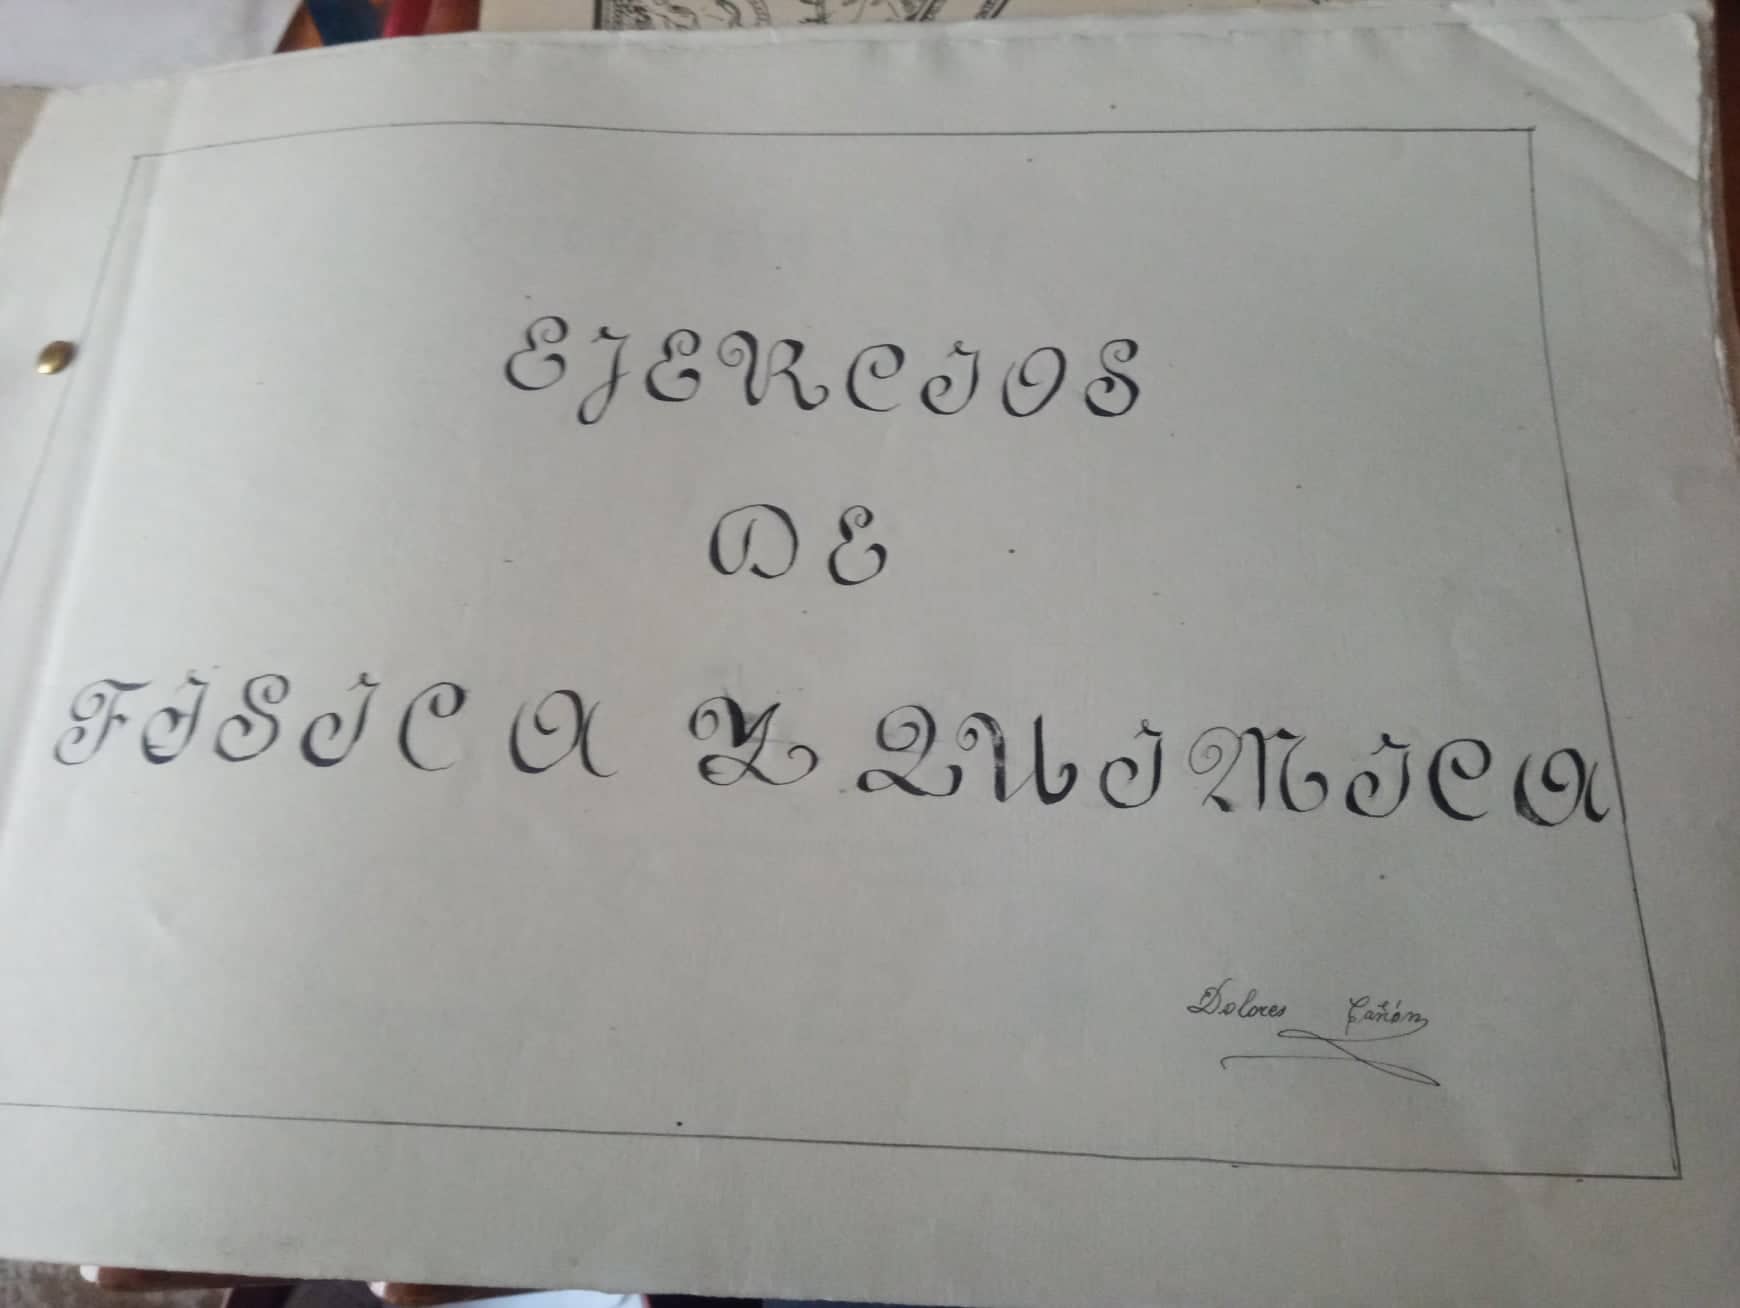 EJERCIOS
DE
FISICA Y QUIMICA
Dolores Cañón